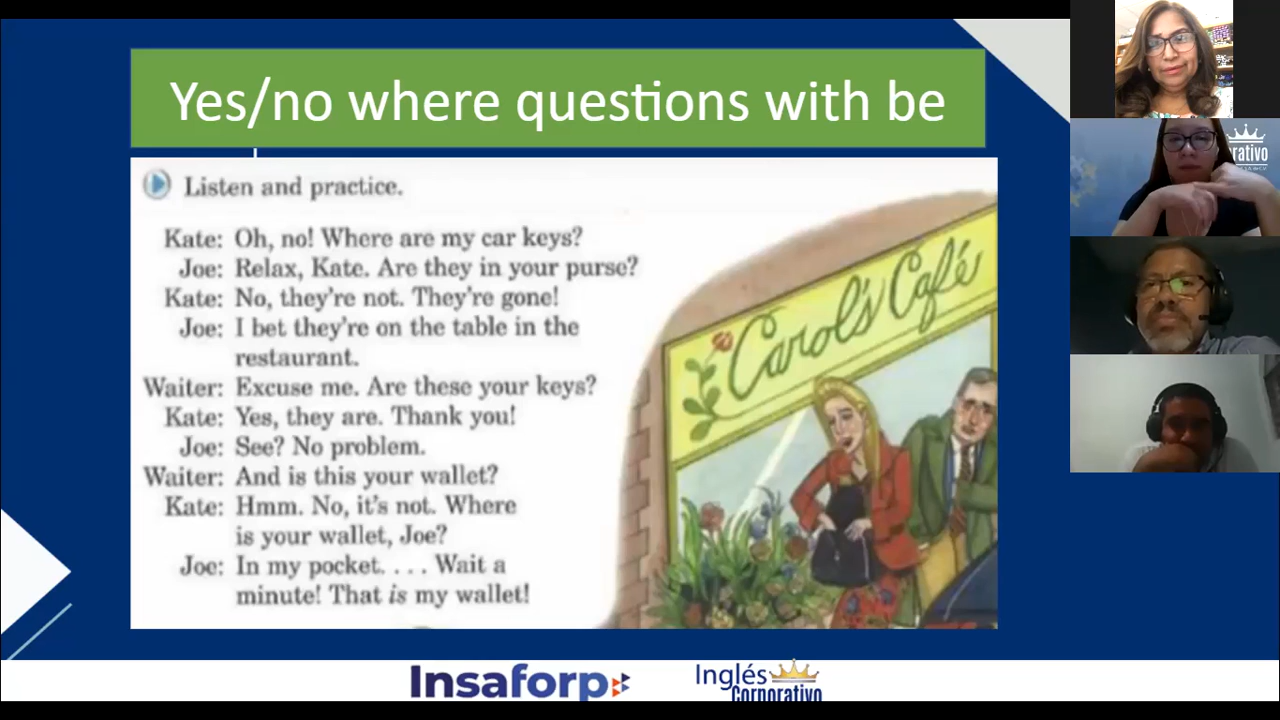 Yes/no where questions with be
Listen and practice.
Kate: Oh, no! Where are my car keys?
Joe: Relax, Kate. Are they in your purse?
Kate: No, they're not. They're gone!
Joe: I bet they're on the table in the
restaurant.
Waiter: Excuse me. Are these your keys?
Kate: Yes, they are. Thank you!
Joe: See? No problem.
Waiter: And is this your wallet?
Kate: Hmm. No, it's not. Where
is your wallet, Joe?
Joe: In my pocket. . . . Wait a
minute! That is my wallet!
Carol's Café
Insaforp
Inglés
Corporativo